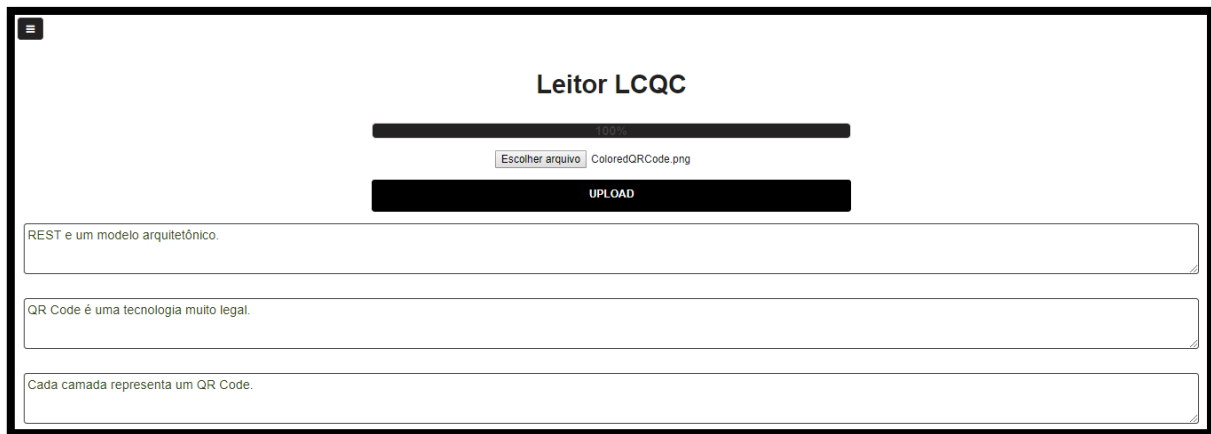 Leitor LCQC
100%
Escolher arquivo ColoredQRCode.png
UPLOAD
REST e um modelo arquitetônico.
QR Code é uma tecnologia muito legal.
Cada camada representa um QR Code.